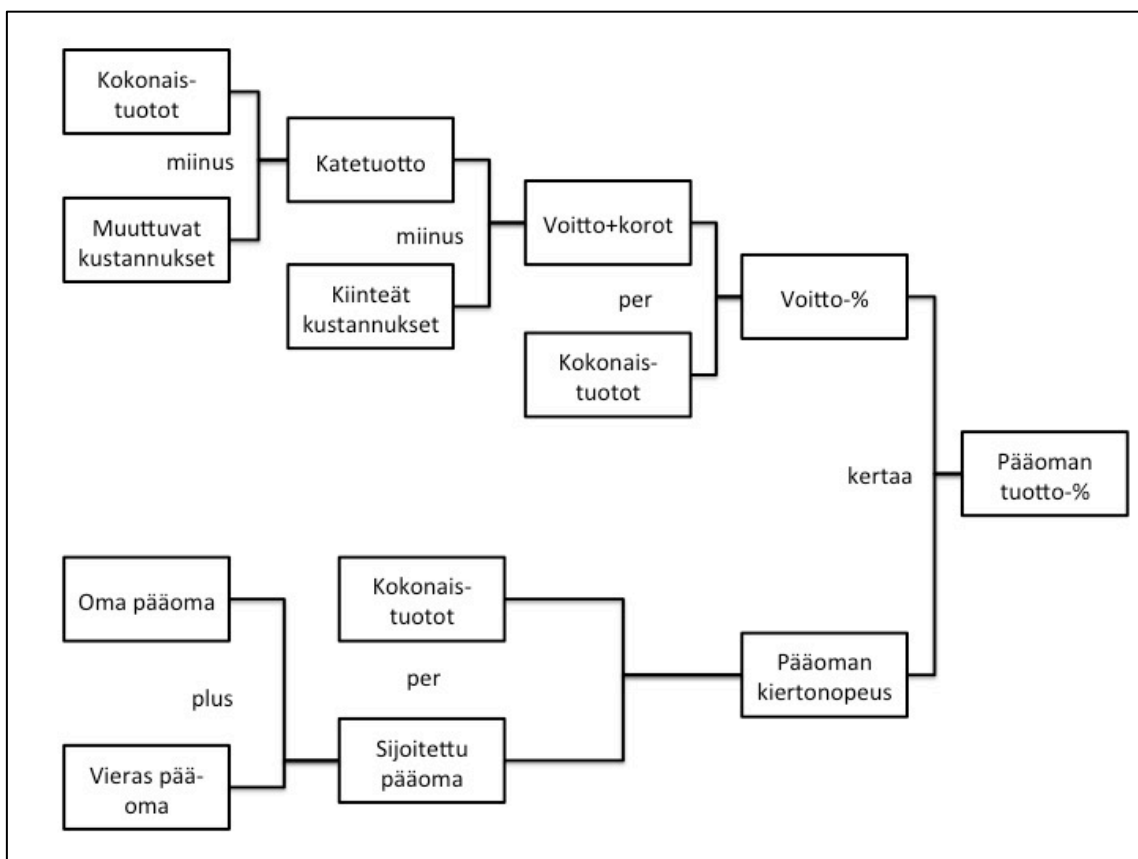 Kokonais-
tuotot
miinus
Muuttuvat
kustannukset
Katetuotto
miinus
Kiinteät
kustannukset
Voitto+korot
per
Kokonais-
tuotot
Voitto-%
kertaa
Pääoman
tuotto-%
Oma pääoma
plus
Vieras pää-
oma
Kokonais-
tuotot
per
Sijoitettu
pääoma
Pääoman
kiertonopeus